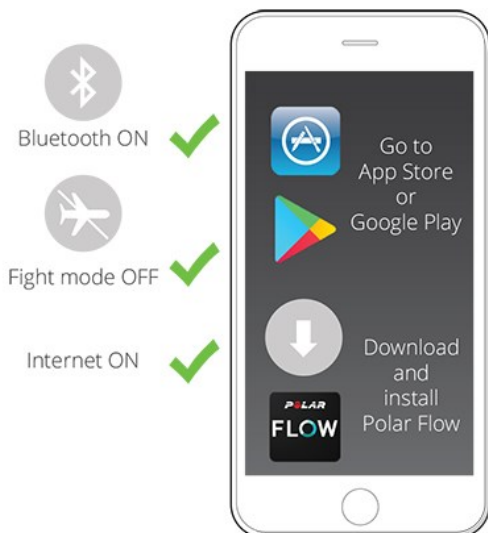 Bluetooth ON
Fight mode OFF
Internet ON
Go to
App Store
or
Google Play
Download
and
install
Polar Flow
POLAR
FLOW